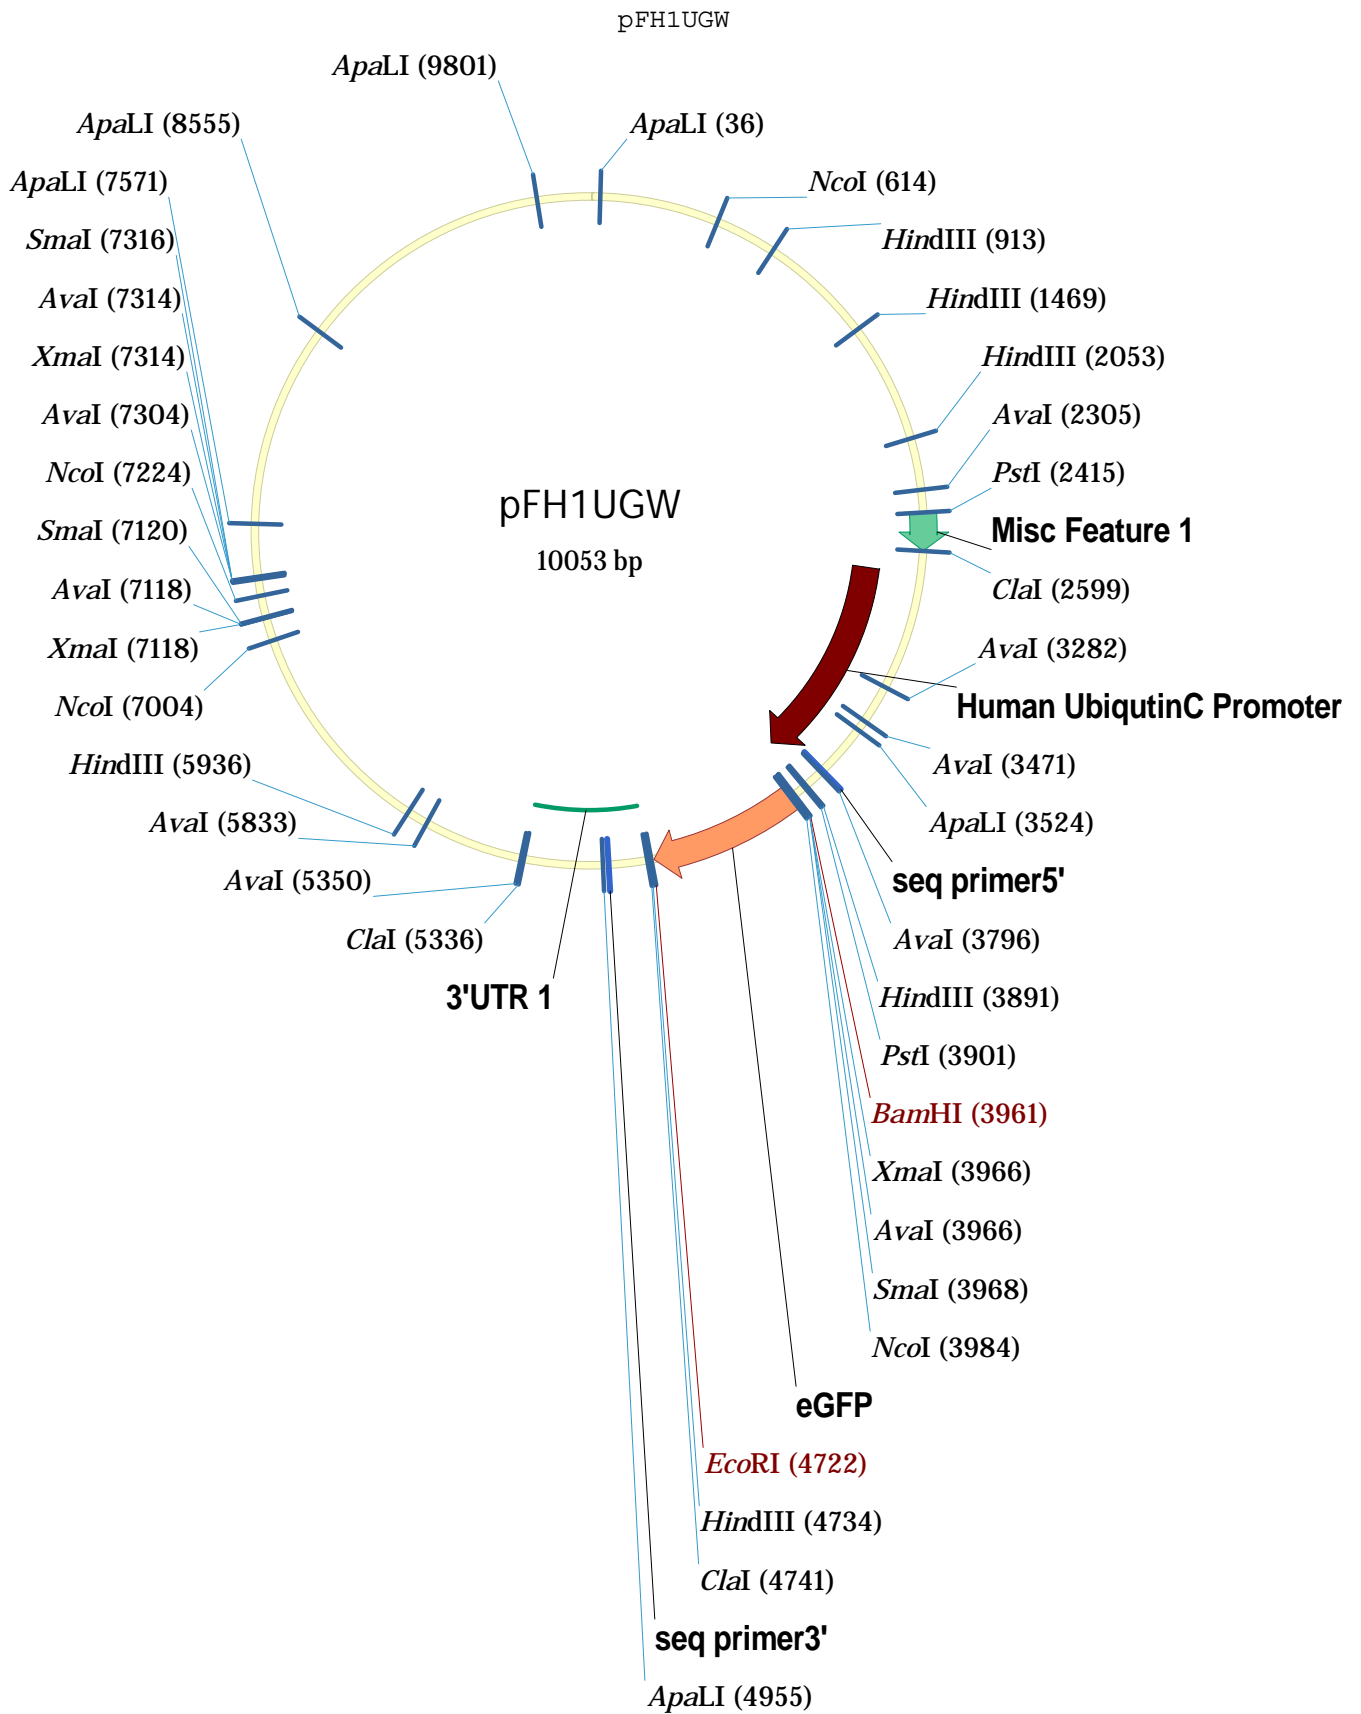 pFH1UGW
ApaLI (9801)
ApaLI (36)
ApaLI (8555)
NcoI (614)
ApaLI (7571)
HindIII (913)
SmaI (7316)
HindIII (1469)
AvaI (7314)
HindIII (2053)
XmaI (7314)
AvaI (2305)
AvaI (7304)
PstI (2415)
NcoI (7224)
Misc Feature 1
SmaI (7120)
pFH1UGW
10053 bp
ClaI (2599)
AvaI (7118)
AvaI (3282)
XmaI (7118)
Human UbiqutinC Promoter
NcoI (7004)
AvaI (3471)
HindIII (5936)
ApaLI (3524)
AvaI (5833)
seq primer5'
AvaI (5350)
AvaI (3796)
ClaI (5336)
HindIII (3891)
3'UTR 1
PstI (3901)
BamHI (3961)
XmaI (3966)
AvaI (3966)
SmaI (3968)
NcoI (3984)
eGFP
EcoRI (4722)
HindIII (4734)
ClaI (4741)
seq primer3'
ApaLI (4955)